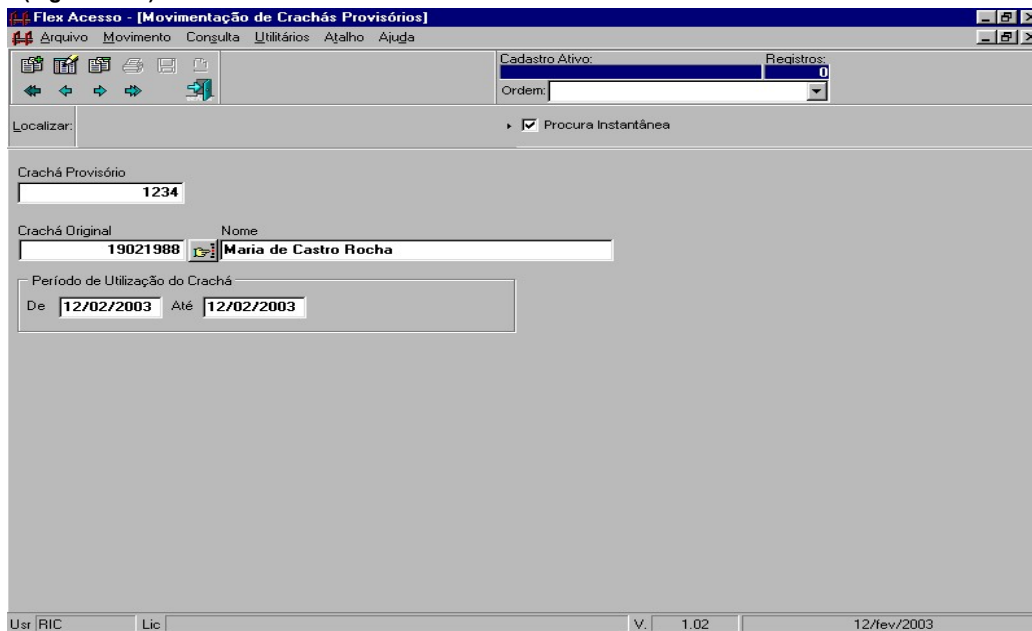 Flex Acesso - [Movimentação de Crachás Provisórios]
Arquivo Movimento Consulta Utilitários Atalho Ajuda
Cadastro Ativo: Registros:
0
Ordem:
Localizar: Procura Instantânea
Crachá Provisório
1234
Crachá Original Nome
19021988 Maria de Castro Rocha
Período de Utilização do Crachá
De 12/02/2003 Até 12/02/2003
Usr RIC Lic V. 1.02 12/fev/2003